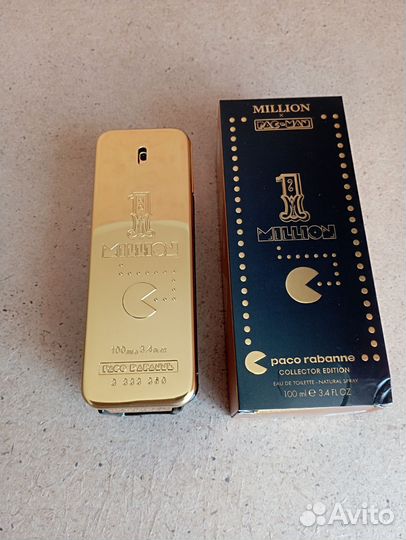 1
MILLION
100 ml e 3.4 FL.OZ
PACO RABANNE
MILLION
×
PAC-MAN
1
MILLION
paco rabanne
COLLECTOR EDITION
EAU DE TOILETTE - NATURAL SPRAY
100 ml e 3.4 FL OZ
Avito